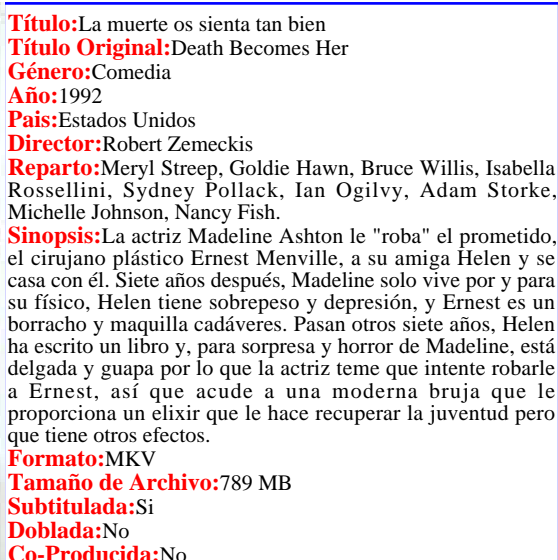 Título:La muerte os sienta tan bien
Título Original:Death Becomes Her
Género:Comedia
Año:1992
Pais:Estados Unidos
Director:Robert Zemeckis
Reparto:Meryl Streep, Goldie Hawn, Bruce Willis, Isabella
Rossellini, Sydney Pollack, Ian Ogilvy, Adam Storke,
Michelle Johnson, Nancy Fish.
Sinopsis:La actriz Madeline Ashton le "roba" el prometido,
el cirujano plástico Ernest Menville, a su amiga Helen y se
casa con él. Siete años después, Madeline solo vive por y para
su físico, Helen tiene sobrepeso y depresión, y Ernest es un
borracho y maquilla cadáveres. Pasan otros siete años, Helen
ha escrito un libro y, para sorpresa y horror de Madeline, está
delgada y guapa por lo que la actriz teme que intente robarle
a Ernest, así que acude a una moderna bruja que le
proporciona un elixir que le hace recuperar la juventud pero
que tiene otros efectos.
Formato:MKV
Tamaño de Archivo:789 MB
Subtitulada:Si
Doblada:No
Co-Producida:No